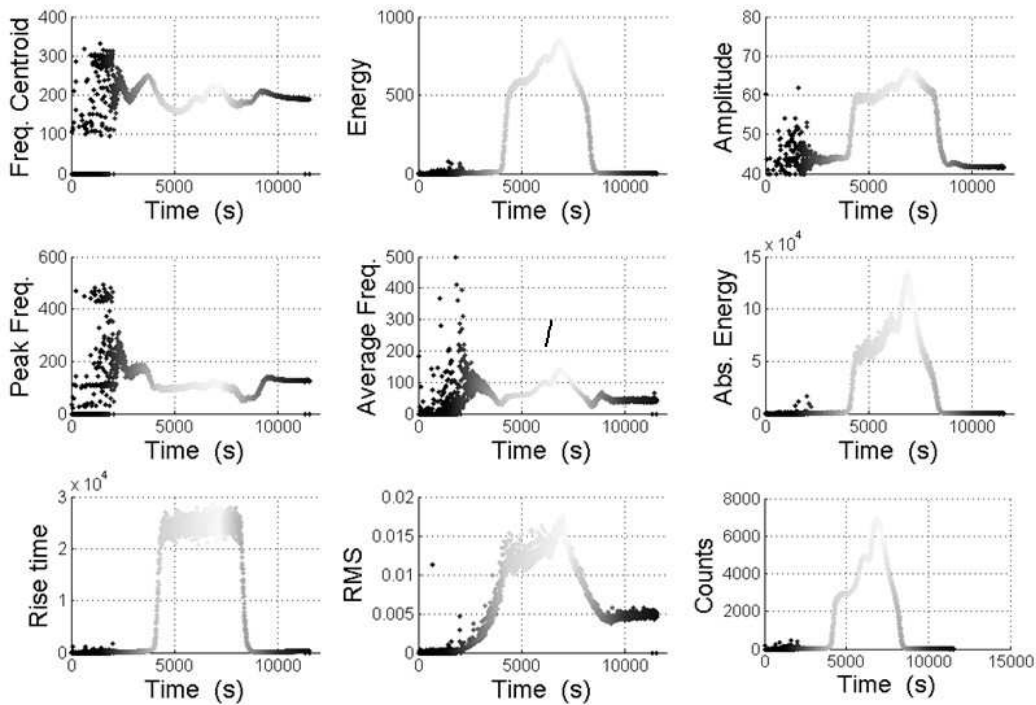 400
300
200
100
0
Freq. Centroid
0 5000 10000
Time (s)
1000
500
0
Energy
0 5000 10000
Time (s)
80
70
60
50
40
Amplitude
0 5000 10000
Time (s)
600
400
200
0
Peak Freq.
0 5000 10000
Time (s)
500
400
300
200
100
0
Average Freq.
0 5000 10000
Time (s)
x 10⁴
15
10
5
0
Abs. Energy
0 5000 10000
Time (s)
x 10⁴
3
2
1
0
Rise time
0 5000 10000
Time (s)
0.02
0.015
0.01
0.005
0
RMS
0 5000 10000
Time (s)
8000
6000
4000
2000
0
Counts
0 5000 10000 15000
Time (s)